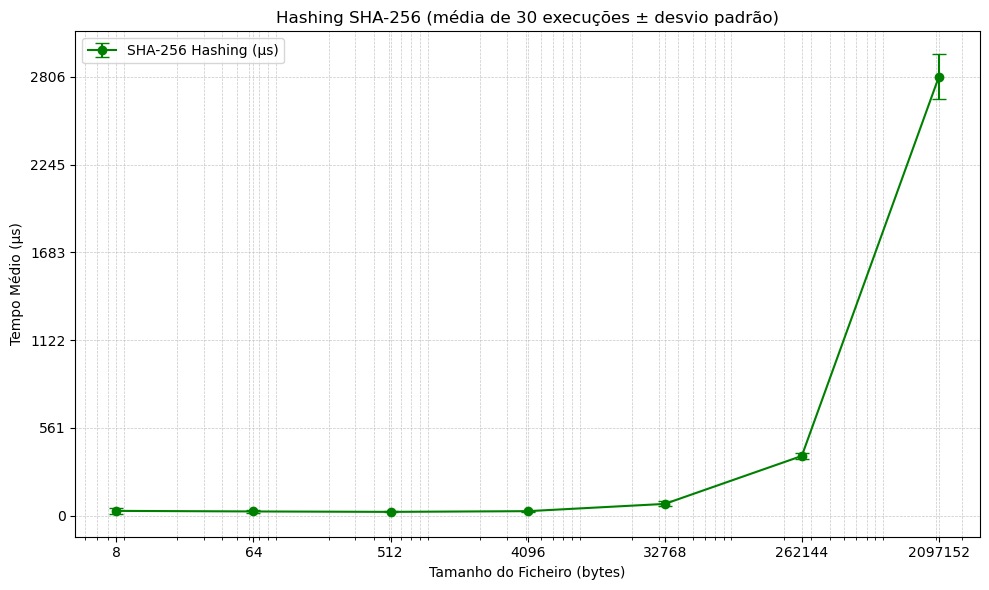 Hashing SHA-256 (média de 30 execuções ± desvio padrão)
SHA-256 Hashing (µs)
Tempo Médio (µs)
2806
2245
1683
1122
561
0
8 64 512 4096 32768 262144 2097152
Tamanho do Ficheiro (bytes)